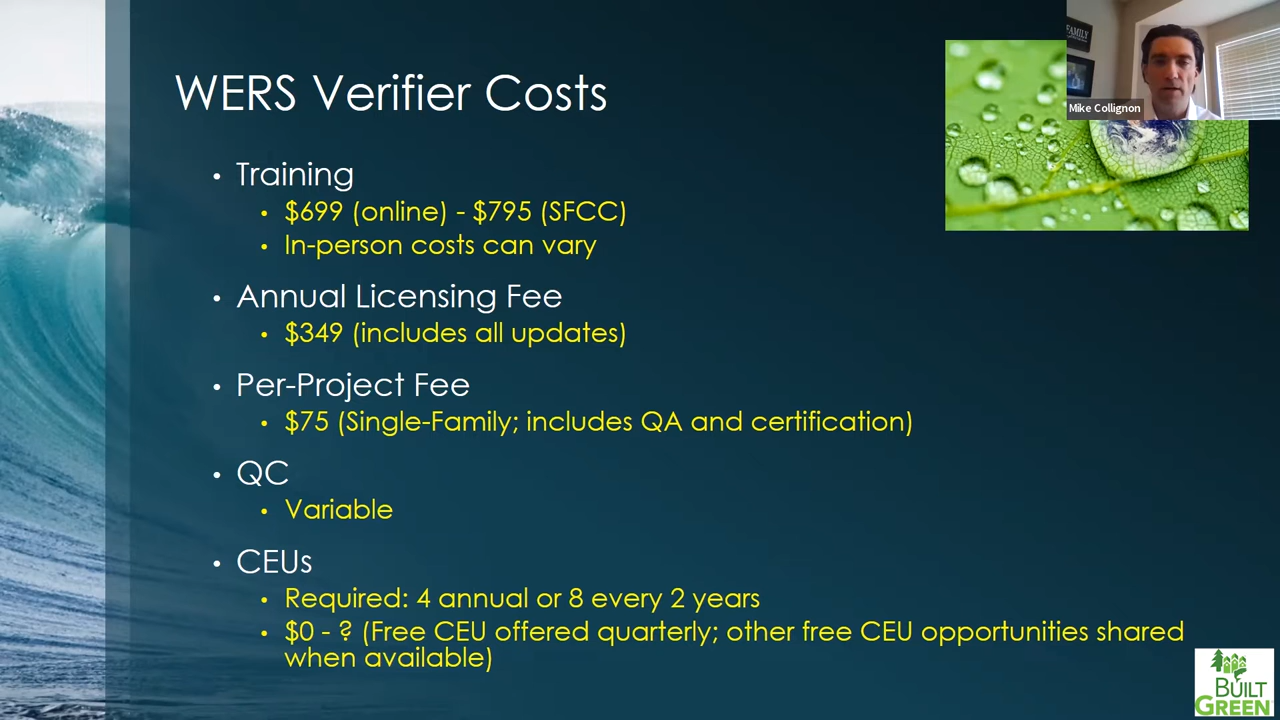 WERS Verifier Costs
FAMILY
Mike Collignon
• Training
• $699 (online) - $795 (SFCC)
• In-person costs can vary
• Annual Licensing Fee
• $349 (includes all updates)
• Per-Project Fee
• $75 (Single-Family; includes QA and certification)
• QC
• Variable
• CEUs
• Required: 4 annual or 8 every 2 years
• $0 - ? (Free CEU offered quarterly; other free CEU opportunities shared
when available)
BUILT
GREEN